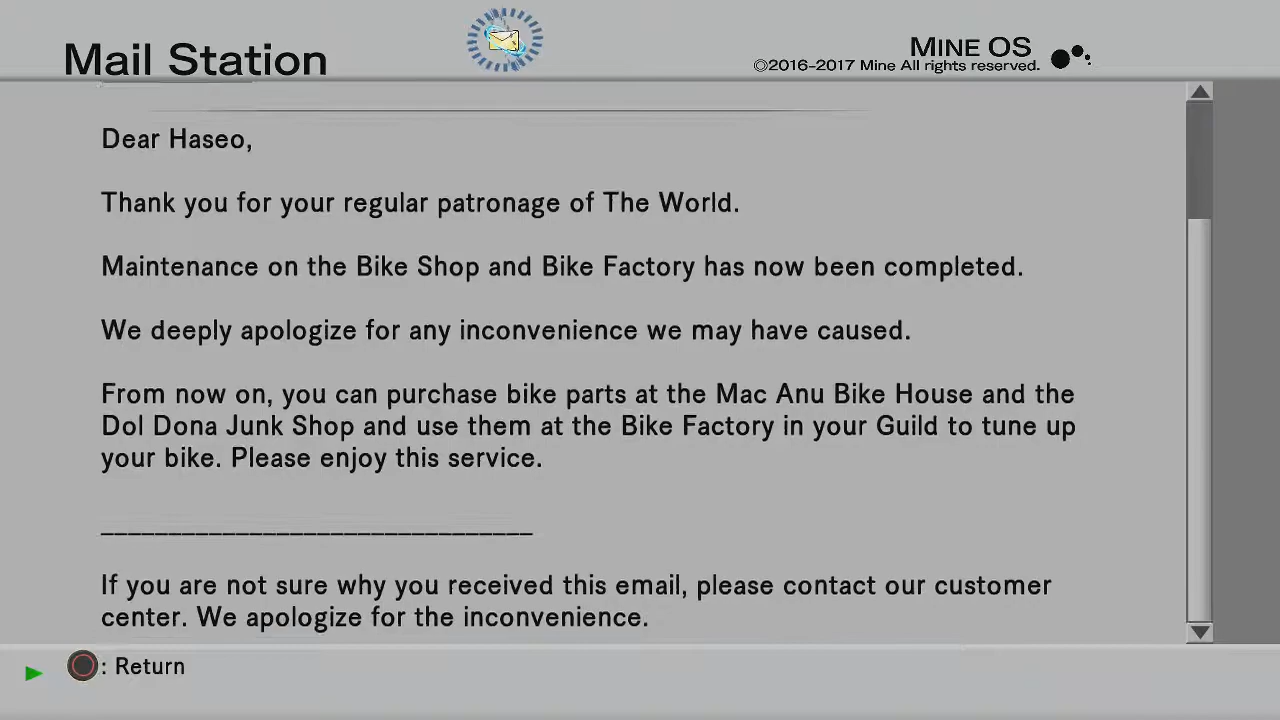 Mail Station
MINE OS
©2016-2017 Mine All rights reserved.
Dear Haseo,
Thank you for your regular patronage of The World.
Maintenance on the Bike Shop and Bike Factory has now been completed.
We deeply apologize for any inconvenience we may have caused.
From now on, you can purchase bike parts at the Mac Anu Bike House and the
Dol Dona Junk Shop and use them at the Bike Factory in your Guild to tune up
your bike. Please enjoy this service.
________________________________
If you are not sure why you received this email, please contact our customer
center. We apologize for the inconvenience.
: Return